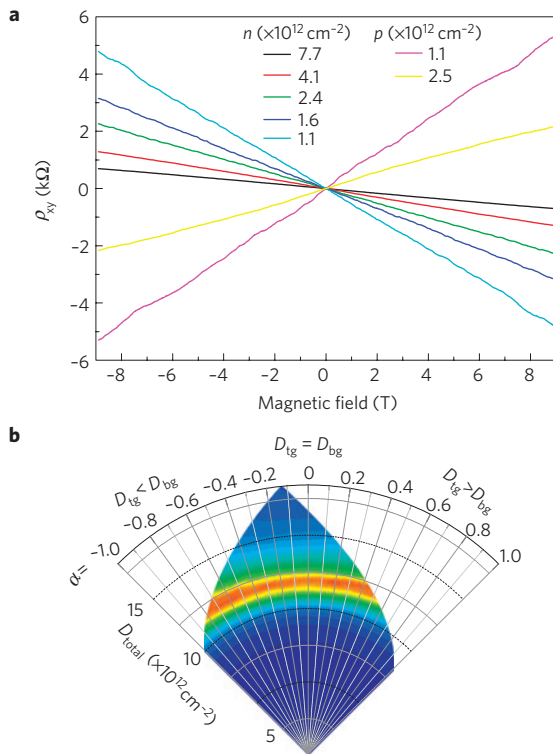 a
n (×10¹² cm⁻²)
7.7
4.1
2.4
1.6
1.1
p (×10¹² cm⁻²)
1.1
2.5
6
4
2
0
-2
-4
-6
ρxy (kΩ)
-8 -6 -4 -2 0 2 4 6 8
Magnetic field (T)
b
Dtg = Dbg
Dtg < Dbg
Dtg > Dbg
α =
-1.0 -0.8 -0.6 -0.4 -0.2 0 0.2 0.4 0.6 0.8 1.0
15
10
5
Dtotal (×10¹² cm⁻²)